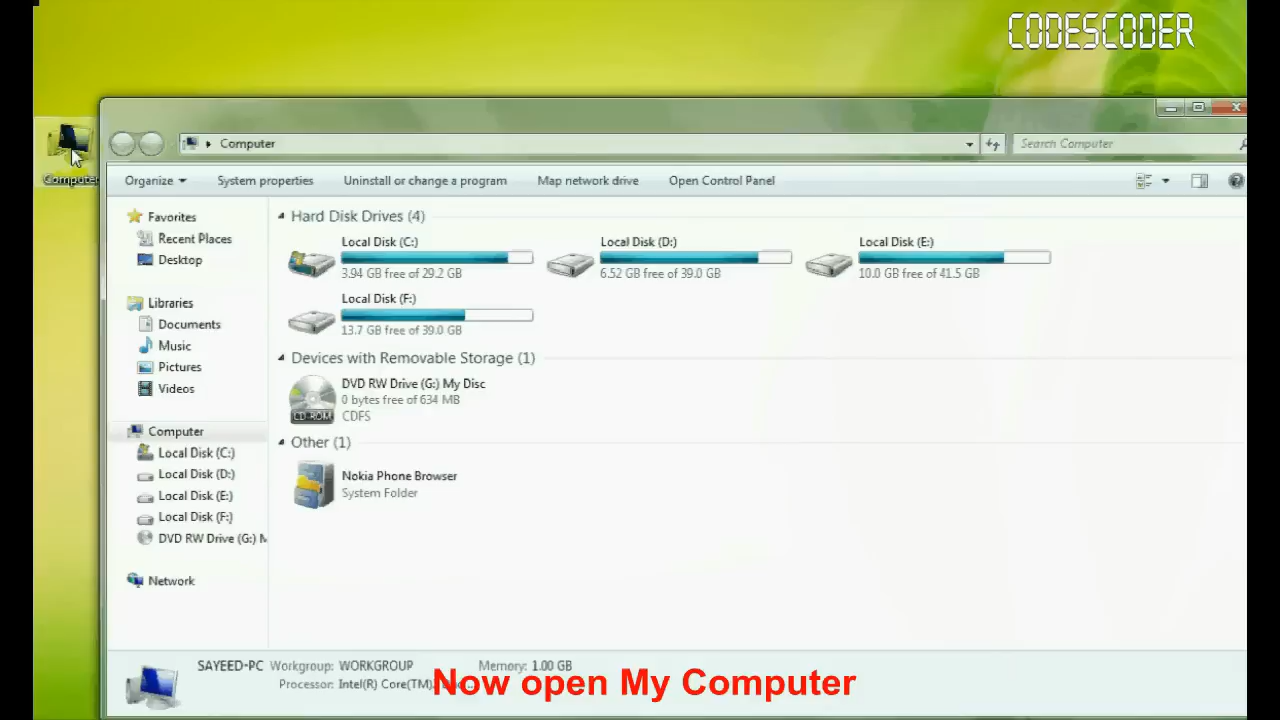 CODESCODER
Computer
Computer
Search Computer
Organize System properties Uninstall or change a program Map network drive Open Control Panel
Favorites
Recent Places
Desktop
Libraries
Documents
Music
Pictures
Videos
Computer
Local Disk (C:)
Local Disk (D:)
Local Disk (E:)
Local Disk (F:)
DVD RW Drive (G:) M
Network
Hard Disk Drives (4)
Local Disk (C:)
3.94 GB free of 29.2 GB
Local Disk (D:)
6.52 GB free of 39.0 GB
Local Disk (E:)
10.0 GB free of 41.5 GB
Local Disk (F:)
13.7 GB free of 39.0 GB
Devices with Removable Storage (1)
DVD RW Drive (G:) My Disc
0 bytes free of 634 MB
CDFS
CD-ROM
Other (1)
Nokia Phone Browser
System Folder
SAYEED-PC Workgroup: WORKGROUP Memory: 1.00 GB
Processor: Intel(R) Core(TM)
Now open My Computer